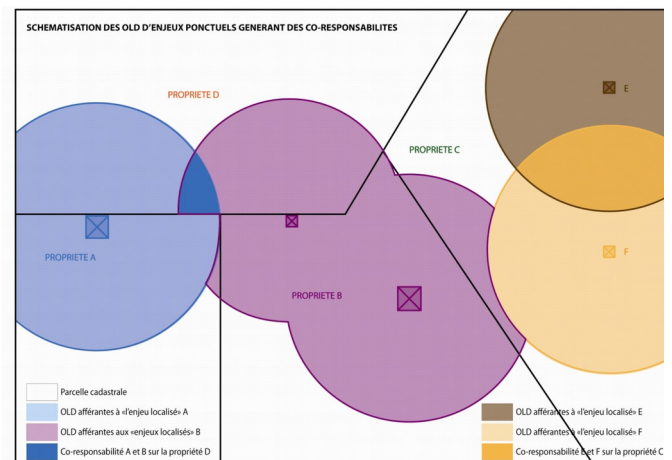 SCHEMATISATION DES OLD D'ENJEUX PONCTUELS GENERANT DES CO-RESPONSABILITES
PROPRIETE D
E
PROPRIETE C
PROPRIETE A
F
PROPRIETE B
Parcelle cadastrale
OLD afférantes à «l'enjeu localisé» A
OLD afférantes aux «enjeux localisés» B
Co-responsabilité A et B sur la propriété D
OLD afférantes à «l'enjeu localisé» E
OLD afférantes à «l'enjeu localisé» F
Co-responsabilité E et F sur la propriété C